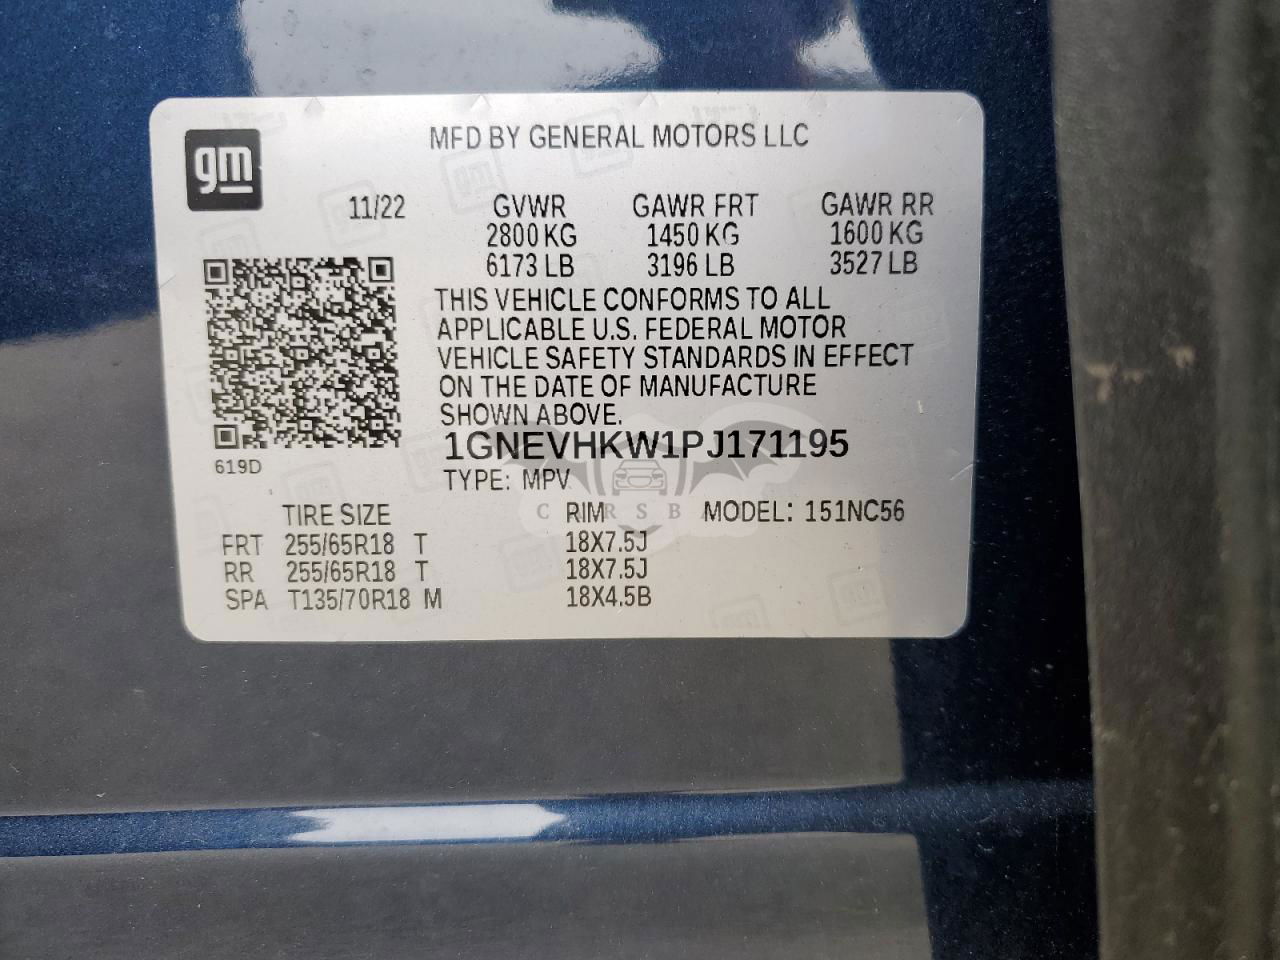 MFD BY GENERAL MOTORS LLC
gm
11/22 GVWR GAWR FRT GAWR RR
2800 KG 1450 KG 1600 KG
6173 LB 3196 LB 3527 LB
THIS VEHICLE CONFORMS TO ALL
APPLICABLE U.S. FEDERAL MOTOR
VEHICLE SAFETY STANDARDS IN EFFECT
ON THE DATE OF MANUFACTURE
SHOWN ABOVE.
1GNEVHKW1PJ171195
619D
TYPE: MPV
C RSB
TIRE SIZE RIM MODEL: 151NC56
FRT 255/65R18 T 18X7.5J
RR 255/65R18 T 18X7.5J
SPA T135/70R18 M 18X4.5B